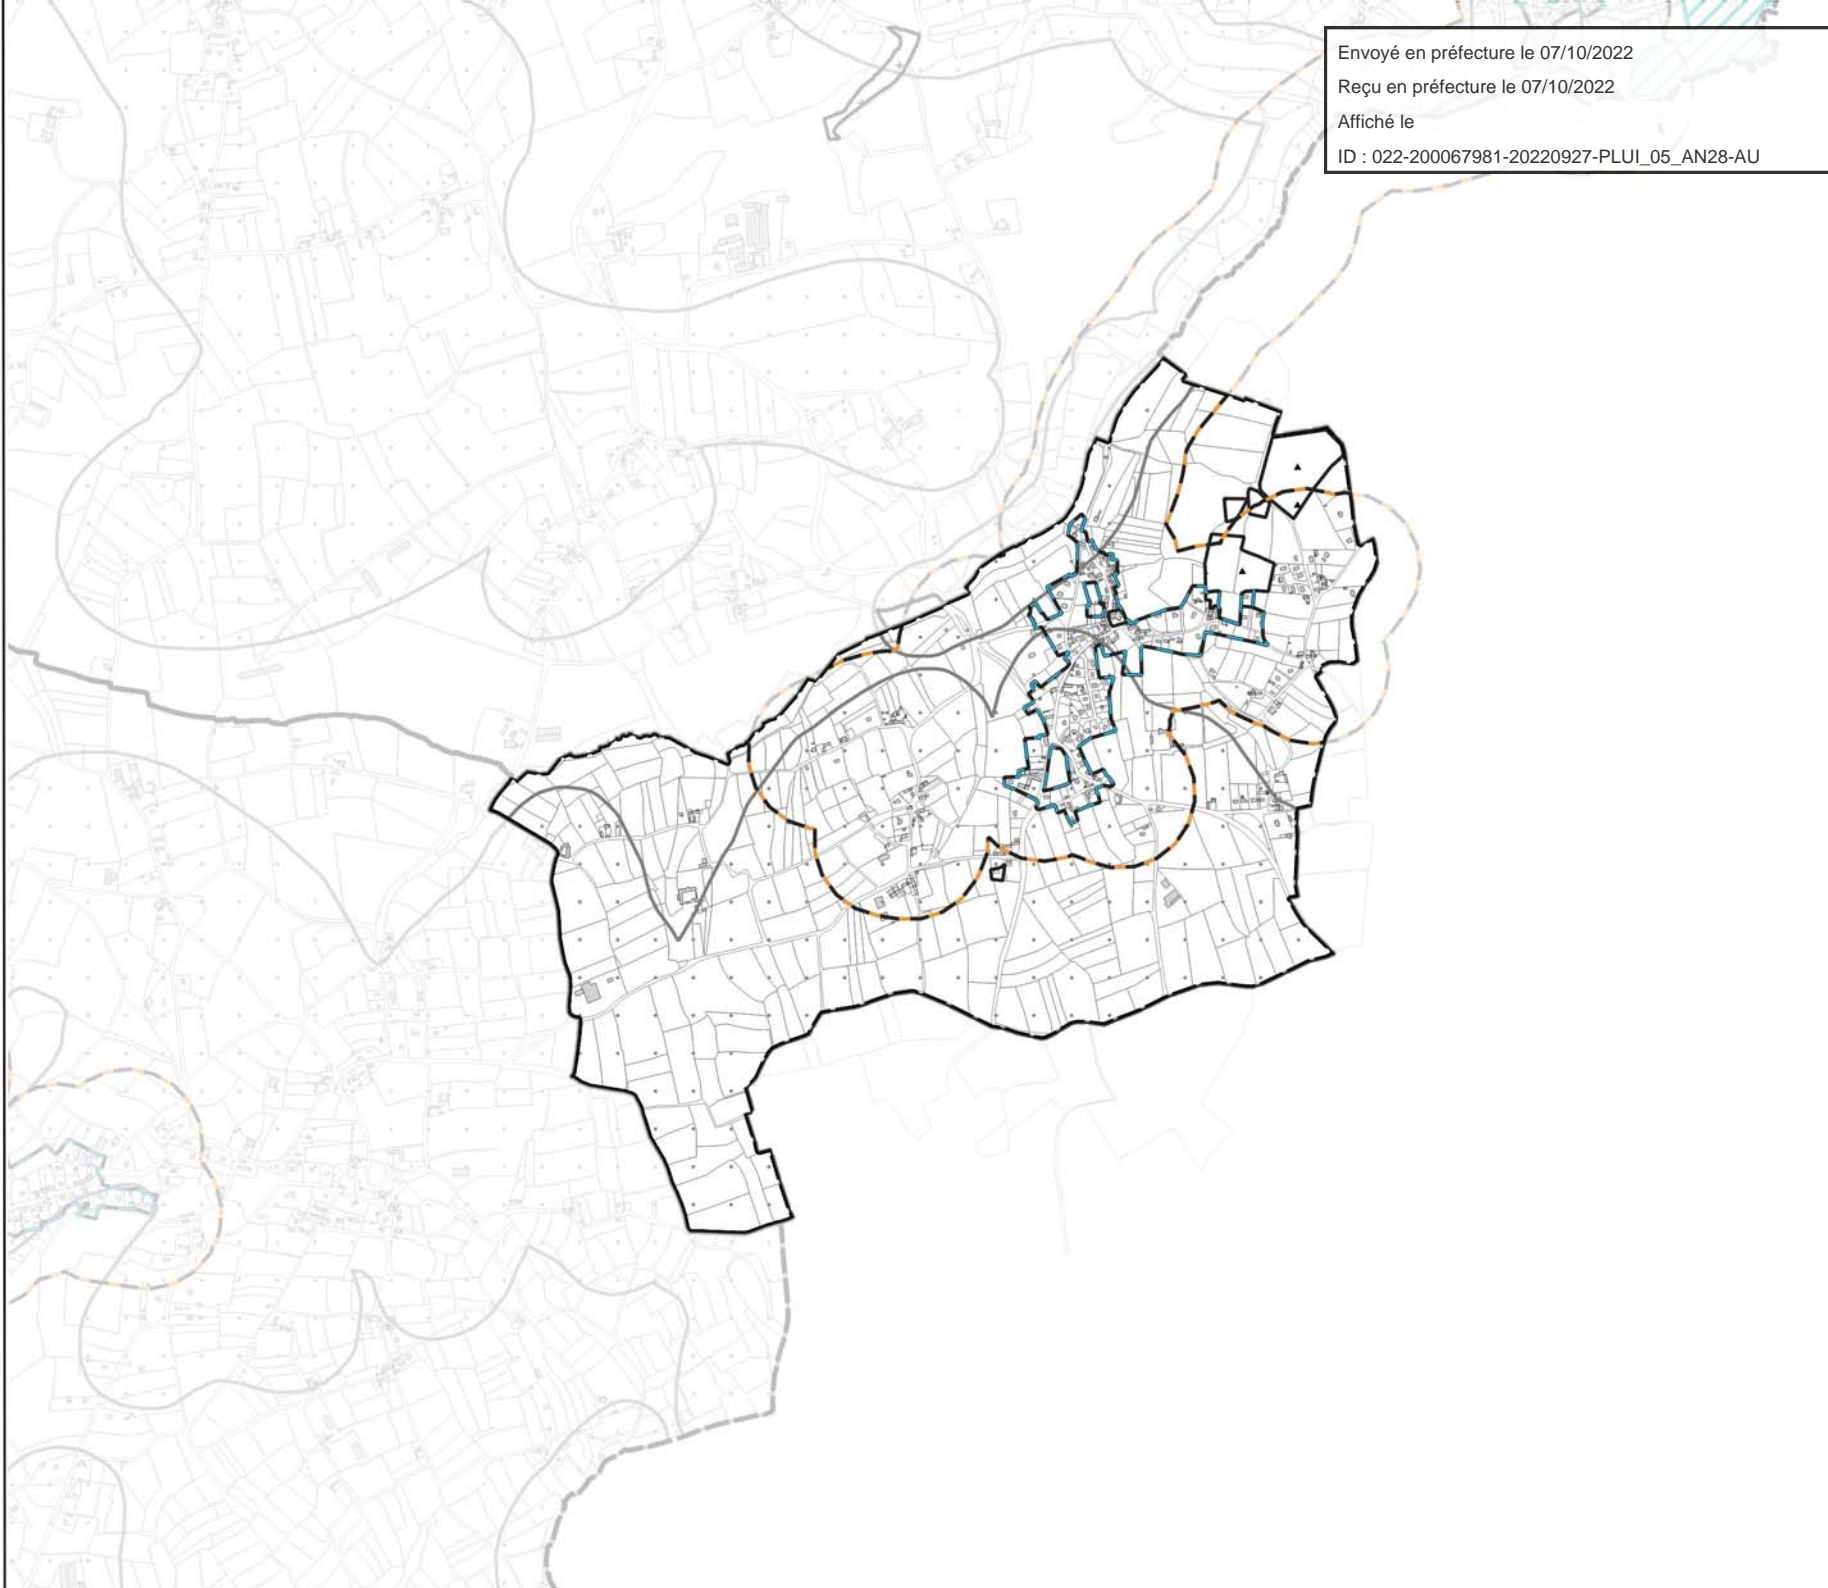 Envoyé en préfecture le 07/10/2022
Reçu en préfecture le 07/10/2022
Affiché le
ID : 022-200067981-20220927-PLUI_05_AN28-AU